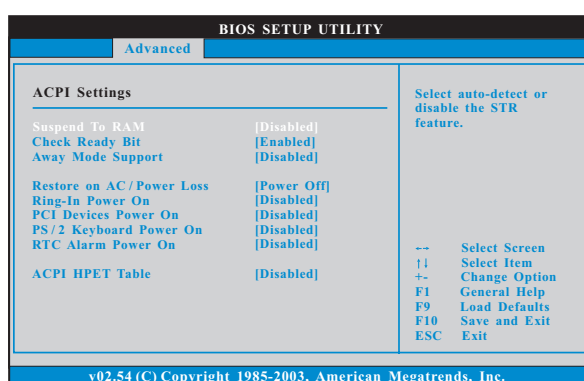 BIOS SETUP UTILITY
Advanced
ACPI Settings
Suspend To RAM [Disabled]
Check Ready Bit [Enabled]
Away Mode Support [Disabled]
Restore on AC / Power Loss [Power Off]
Ring-In Power On [Disabled]
PCI Devices Power On [Disabled]
PS / 2 Keyboard Power On [Disabled]
RTC Alarm Power On [Disabled]
ACPI HPET Table [Disabled]
Select auto-detect or
disable the STR
feature.
←→ Select Screen
↑↓ Select Item
+- Change Option
F1 General Help
F9 Load Defaults
F10 Save and Exit
ESC Exit
v02.54 (C) Copyright 1985-2003, American Megatrends, Inc.